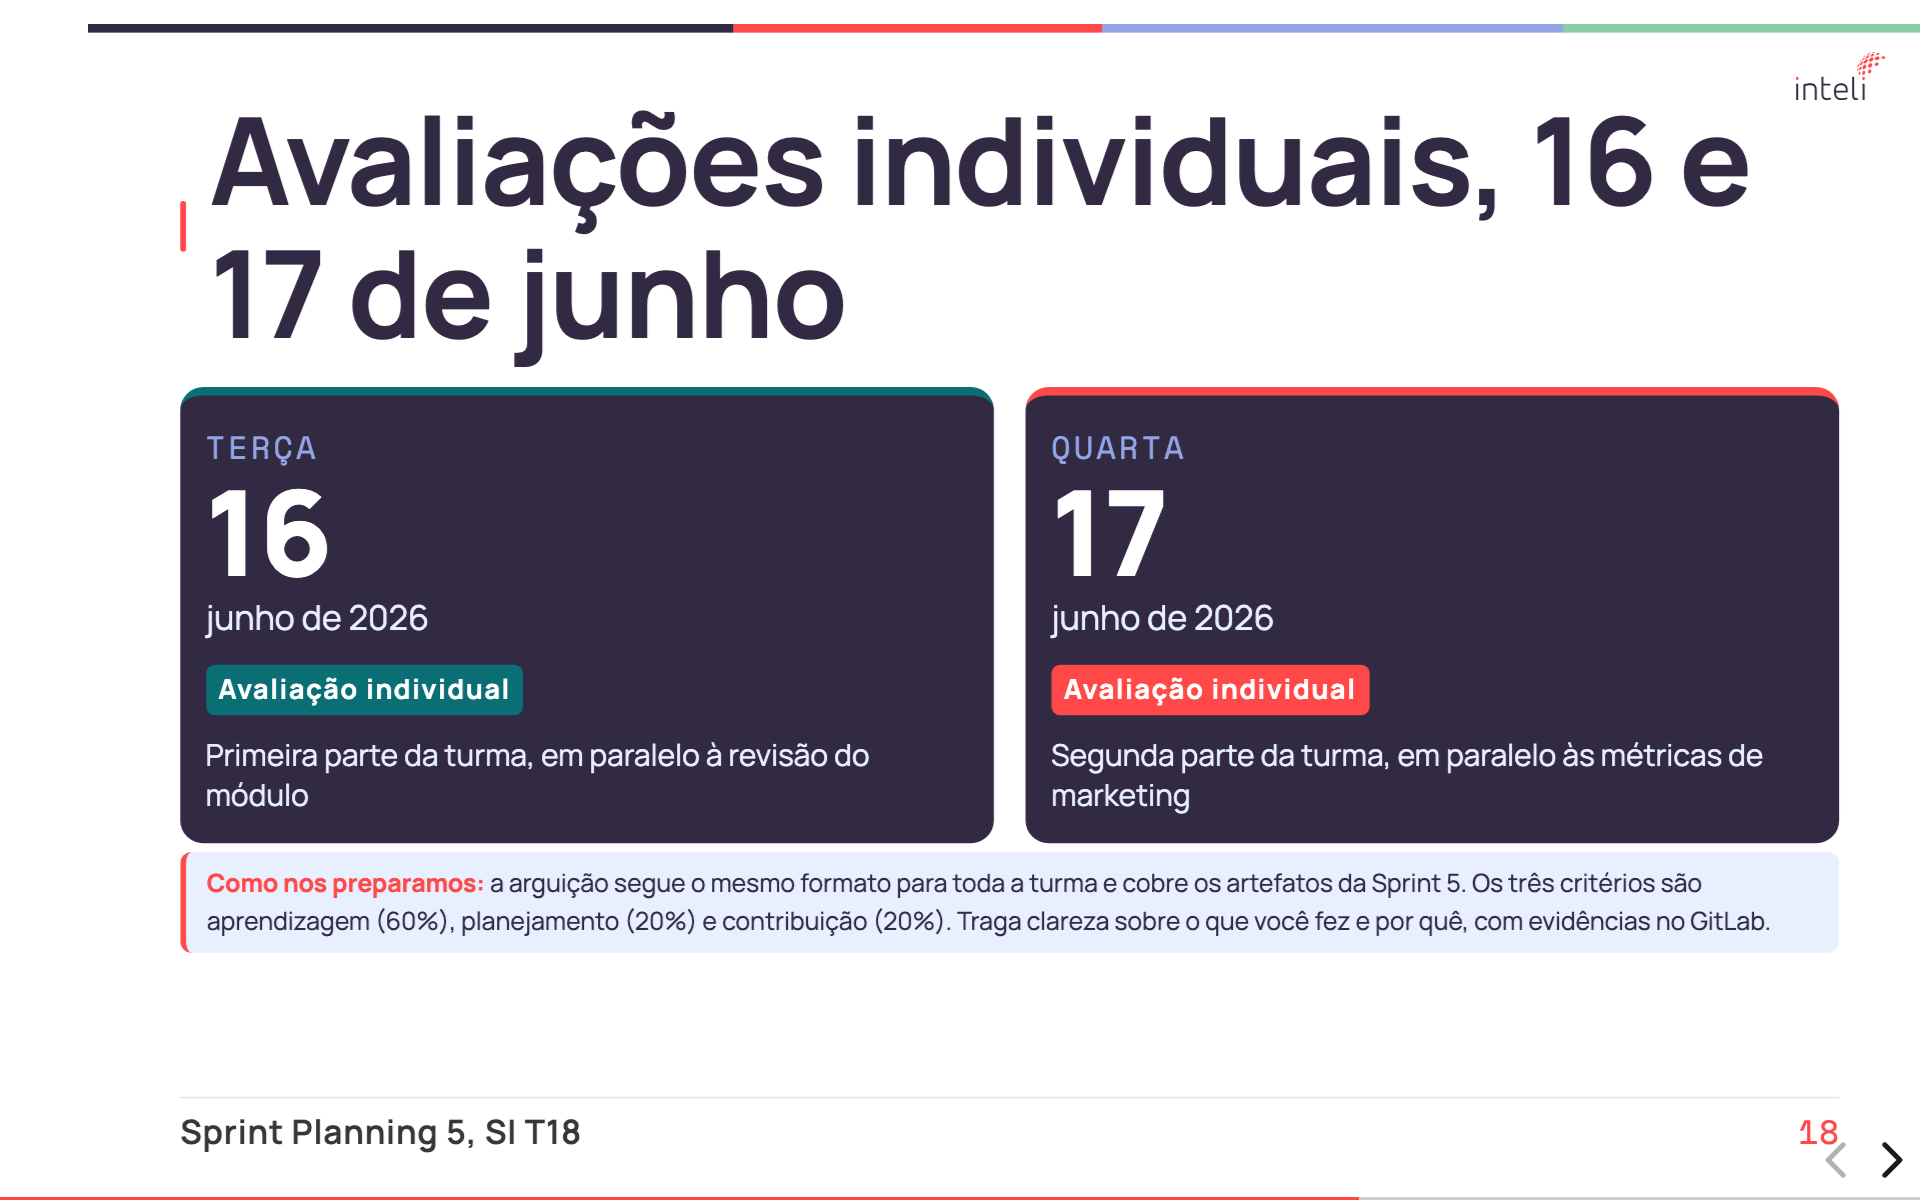 inteli
Avaliações individuais, 16 e
17 de junho
TERÇA
16
junho de 2026
Avaliação individual
Primeira parte da turma, em paralelo à revisão do
módulo
QUARTA
17
junho de 2026
Avaliação individual
Segunda parte da turma, em paralelo às métricas de
marketing
Como nos preparamos: a arguição segue o mesmo formato para toda a turma e cobre os artefatos da Sprint 5. Os três critérios são
aprendizagem (60%), planejamento (20%) e contribuição (20%). Traga clareza sobre o que você fez e por quê, com evidências no GitLab.
Sprint Planning 5, SI T18
18